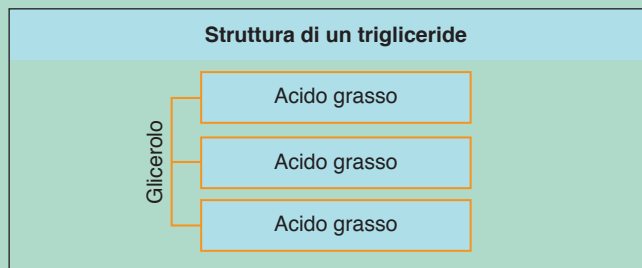 Struttura di un trigliceride
Glicerolo
Acido grasso
Acido grasso
Acido grasso